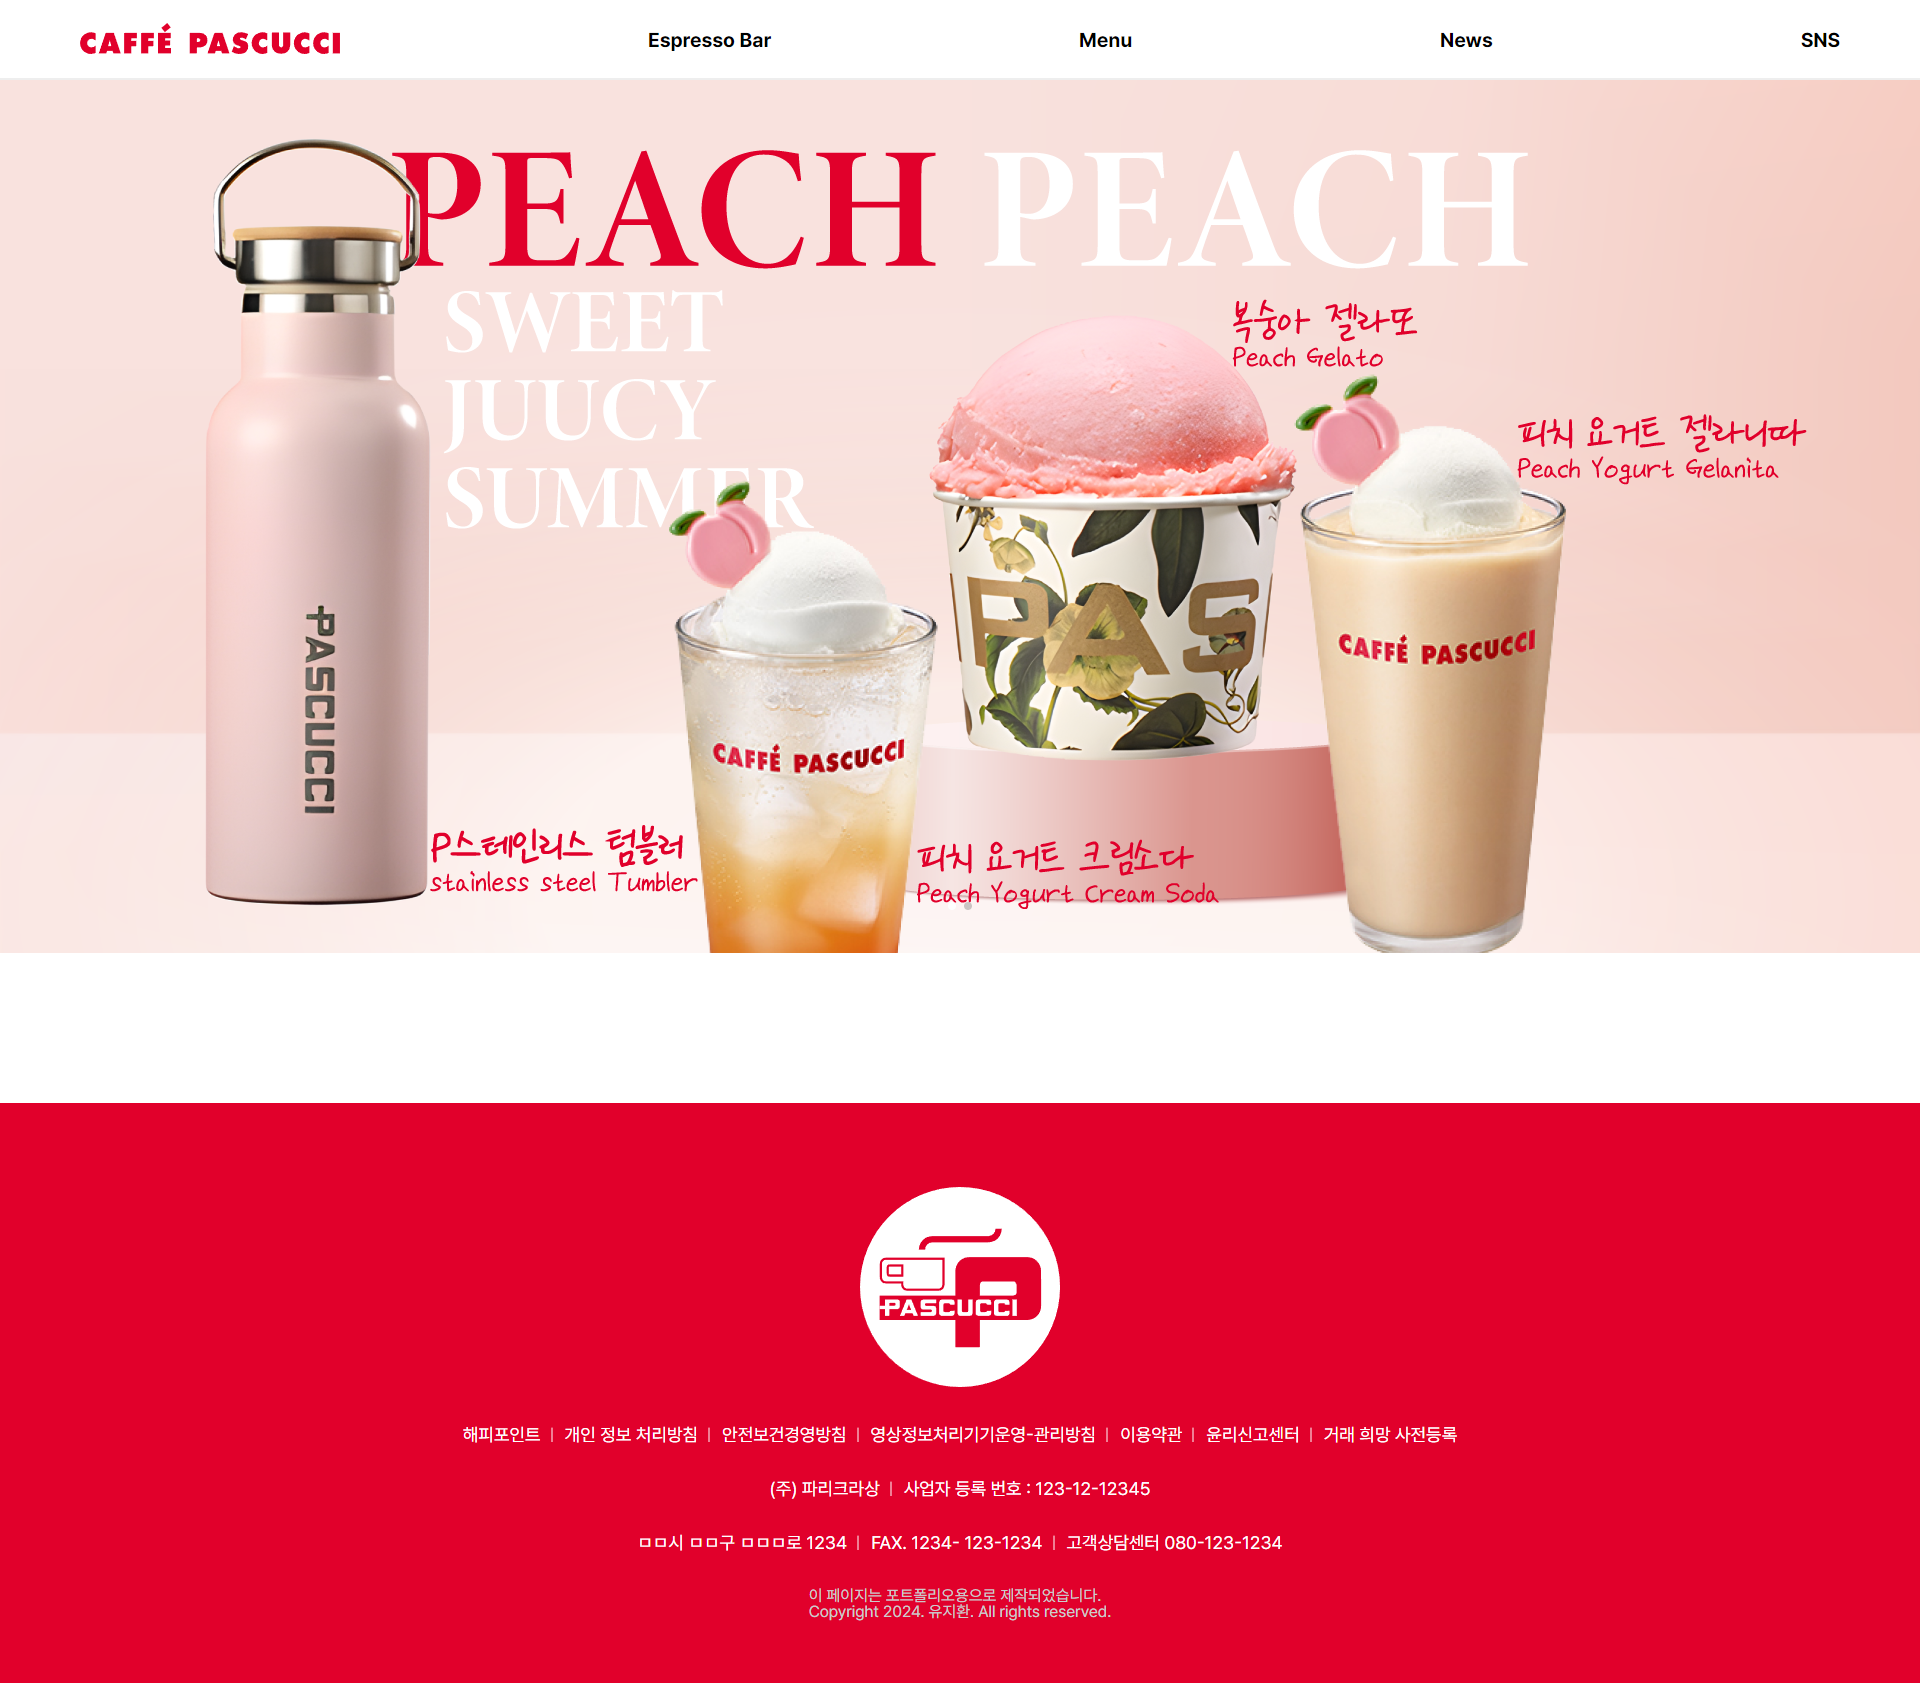 CAFFÉ PASCUCCI
Espresso Bar
Menu
News
SNS
PEACH PEACH
SWEET
JUUCY
SUMMER
복숭아 젤라또
Peach Gelato
피치 요거트 젤라니따
Peach Yogurt Gelanita
PAS
CAFFÉ PASCUCCI
PASCUCCI
CAFFÉ PASCUCCI
P스테인리스 텀블러
stainless steel Tumbler
피치 요거트 크림소다
Peach Yogurt Cream Soda
PASCUCCI
해피포인트 | 개인 정보 처리방침 | 안전보건경영방침 | 영상정보처리기기운영-관리방침 | 이용약관 | 윤리신고센터 | 거래 희망 사전등록
(주) 파리크라상 | 사업자 등록 번호 : 123-12-12345
ㅁㅁ시 ㅁㅁ구 ㅁㅁㅁ로 1234 | FAX. 1234- 123-1234 | 고객상담센터 080-123-1234
이 페이지는 포트폴리오용으로 제작되었습니다.
Copyright 2024. 유지환. All rights reserved.